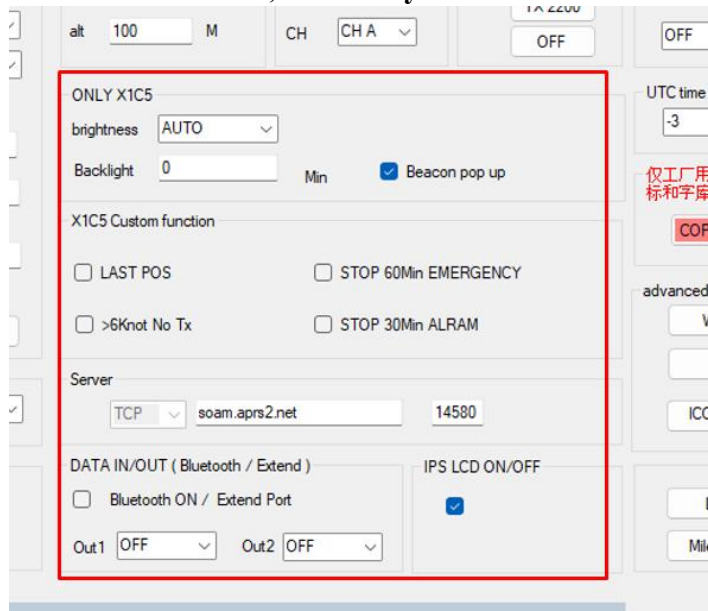 alt 100 M CH CH A
OFF
OFF
ONLY X1C5
brightness AUTO
Backlight 0 Min Beacon pop up
X1C5 Custom function
LAST POS STOP 60Min EMERGENCY
>6Knot No Tx STOP 30Min ALRAM
Server
TCP soam.aprs2.net 14580
DATA IN/OUT ( Bluetooth / Extend ) IPS LCD ON/OFF
Bluetooth ON / Extend Port
Out1 OFF Out2 OFF
UTC time
-3
仅工厂用
标和字库
advanced